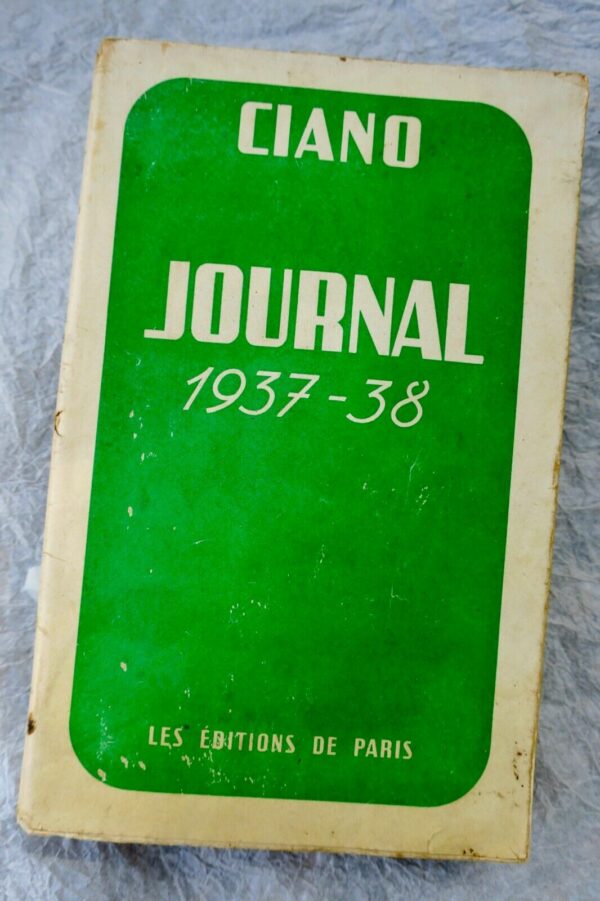 CIANO
JOURNAL
1937-38
LES ÉDITIONS DE PARIS